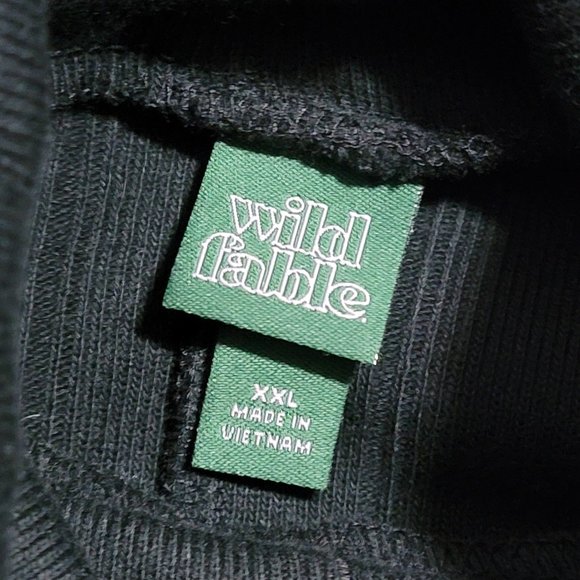 wild
fable.
XXL
MADE IN
VIETNAM